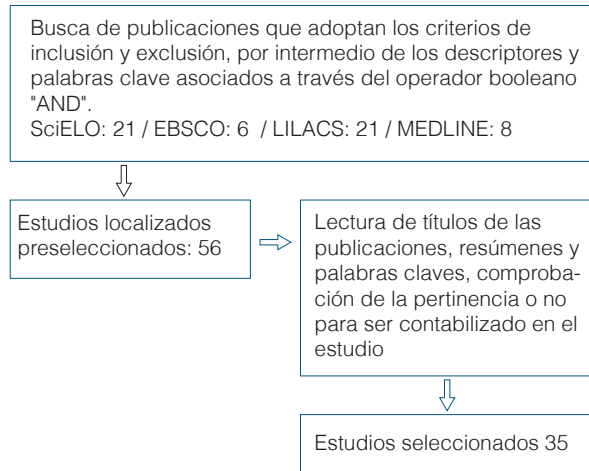 Busca de publicaciones que adoptan los criterios de
inclusión y exclusión, por intermedio de los descriptores y
palabras clave asociados a través del operador booleano
"AND".
SciELO: 21 / EBSCO: 6 / LILACS: 21 / MEDLINE: 8
Estudios localizados
preseleccionados: 56
Lectura de títulos de las
publicaciones, resúmenes y
palabras claves, comproba-
ción de la pertinencia o no
para ser contabilizado en el
estudio
Estudios seleccionados 35